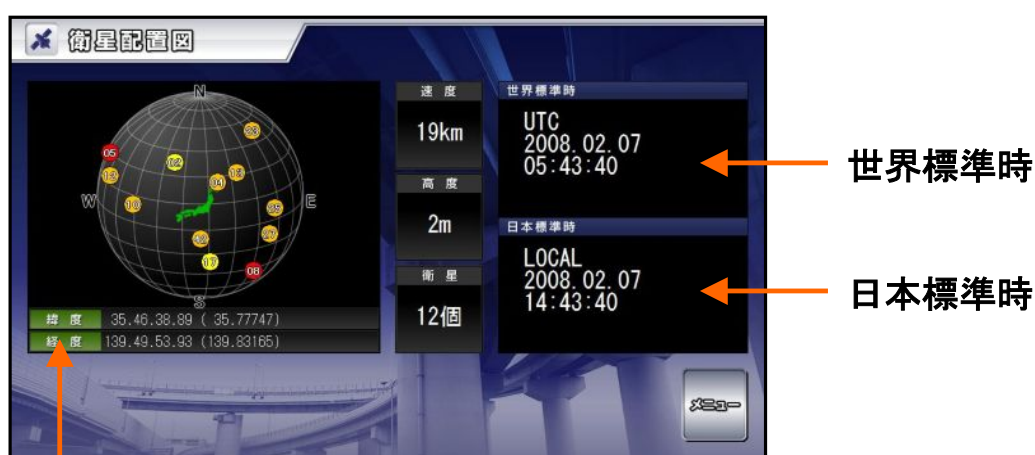 衛星配置図
N
23
05
02
13
04
W
10
E
42
17
08
S
緯 度 35.46.38.89 ( 35.77747)
経 度 139.49.53.93 (139.83165)
速 度
19km
高 度
2m
衛 星
12個
世界標準時
UTC
2008.02.07
05:43:40
日本標準時
LOCAL
2008.02.07
14:43:40
メニュー
世界標準時
日本標準時